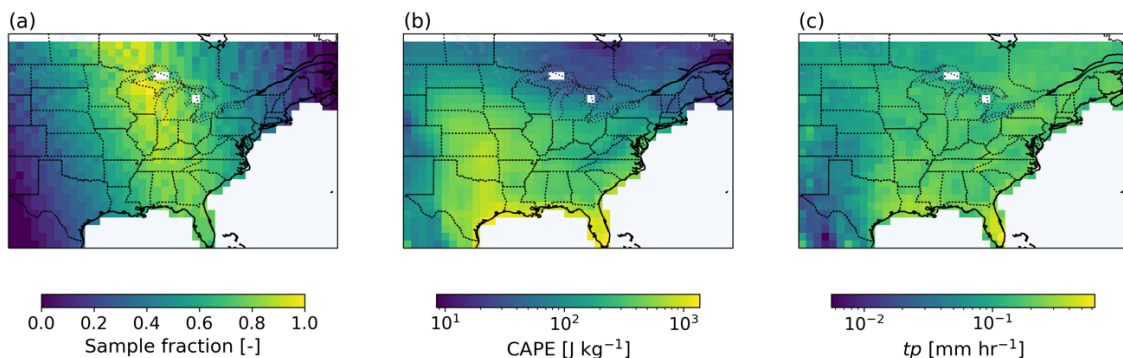 (a)
(b)
(c)
0.0 0.2 0.4 0.6 0.8 1.0
Sample fraction [-]
10¹ 10² 10³
CAPE [J kg⁻¹]
10⁻² 10⁻¹
tp [mm hr⁻¹]